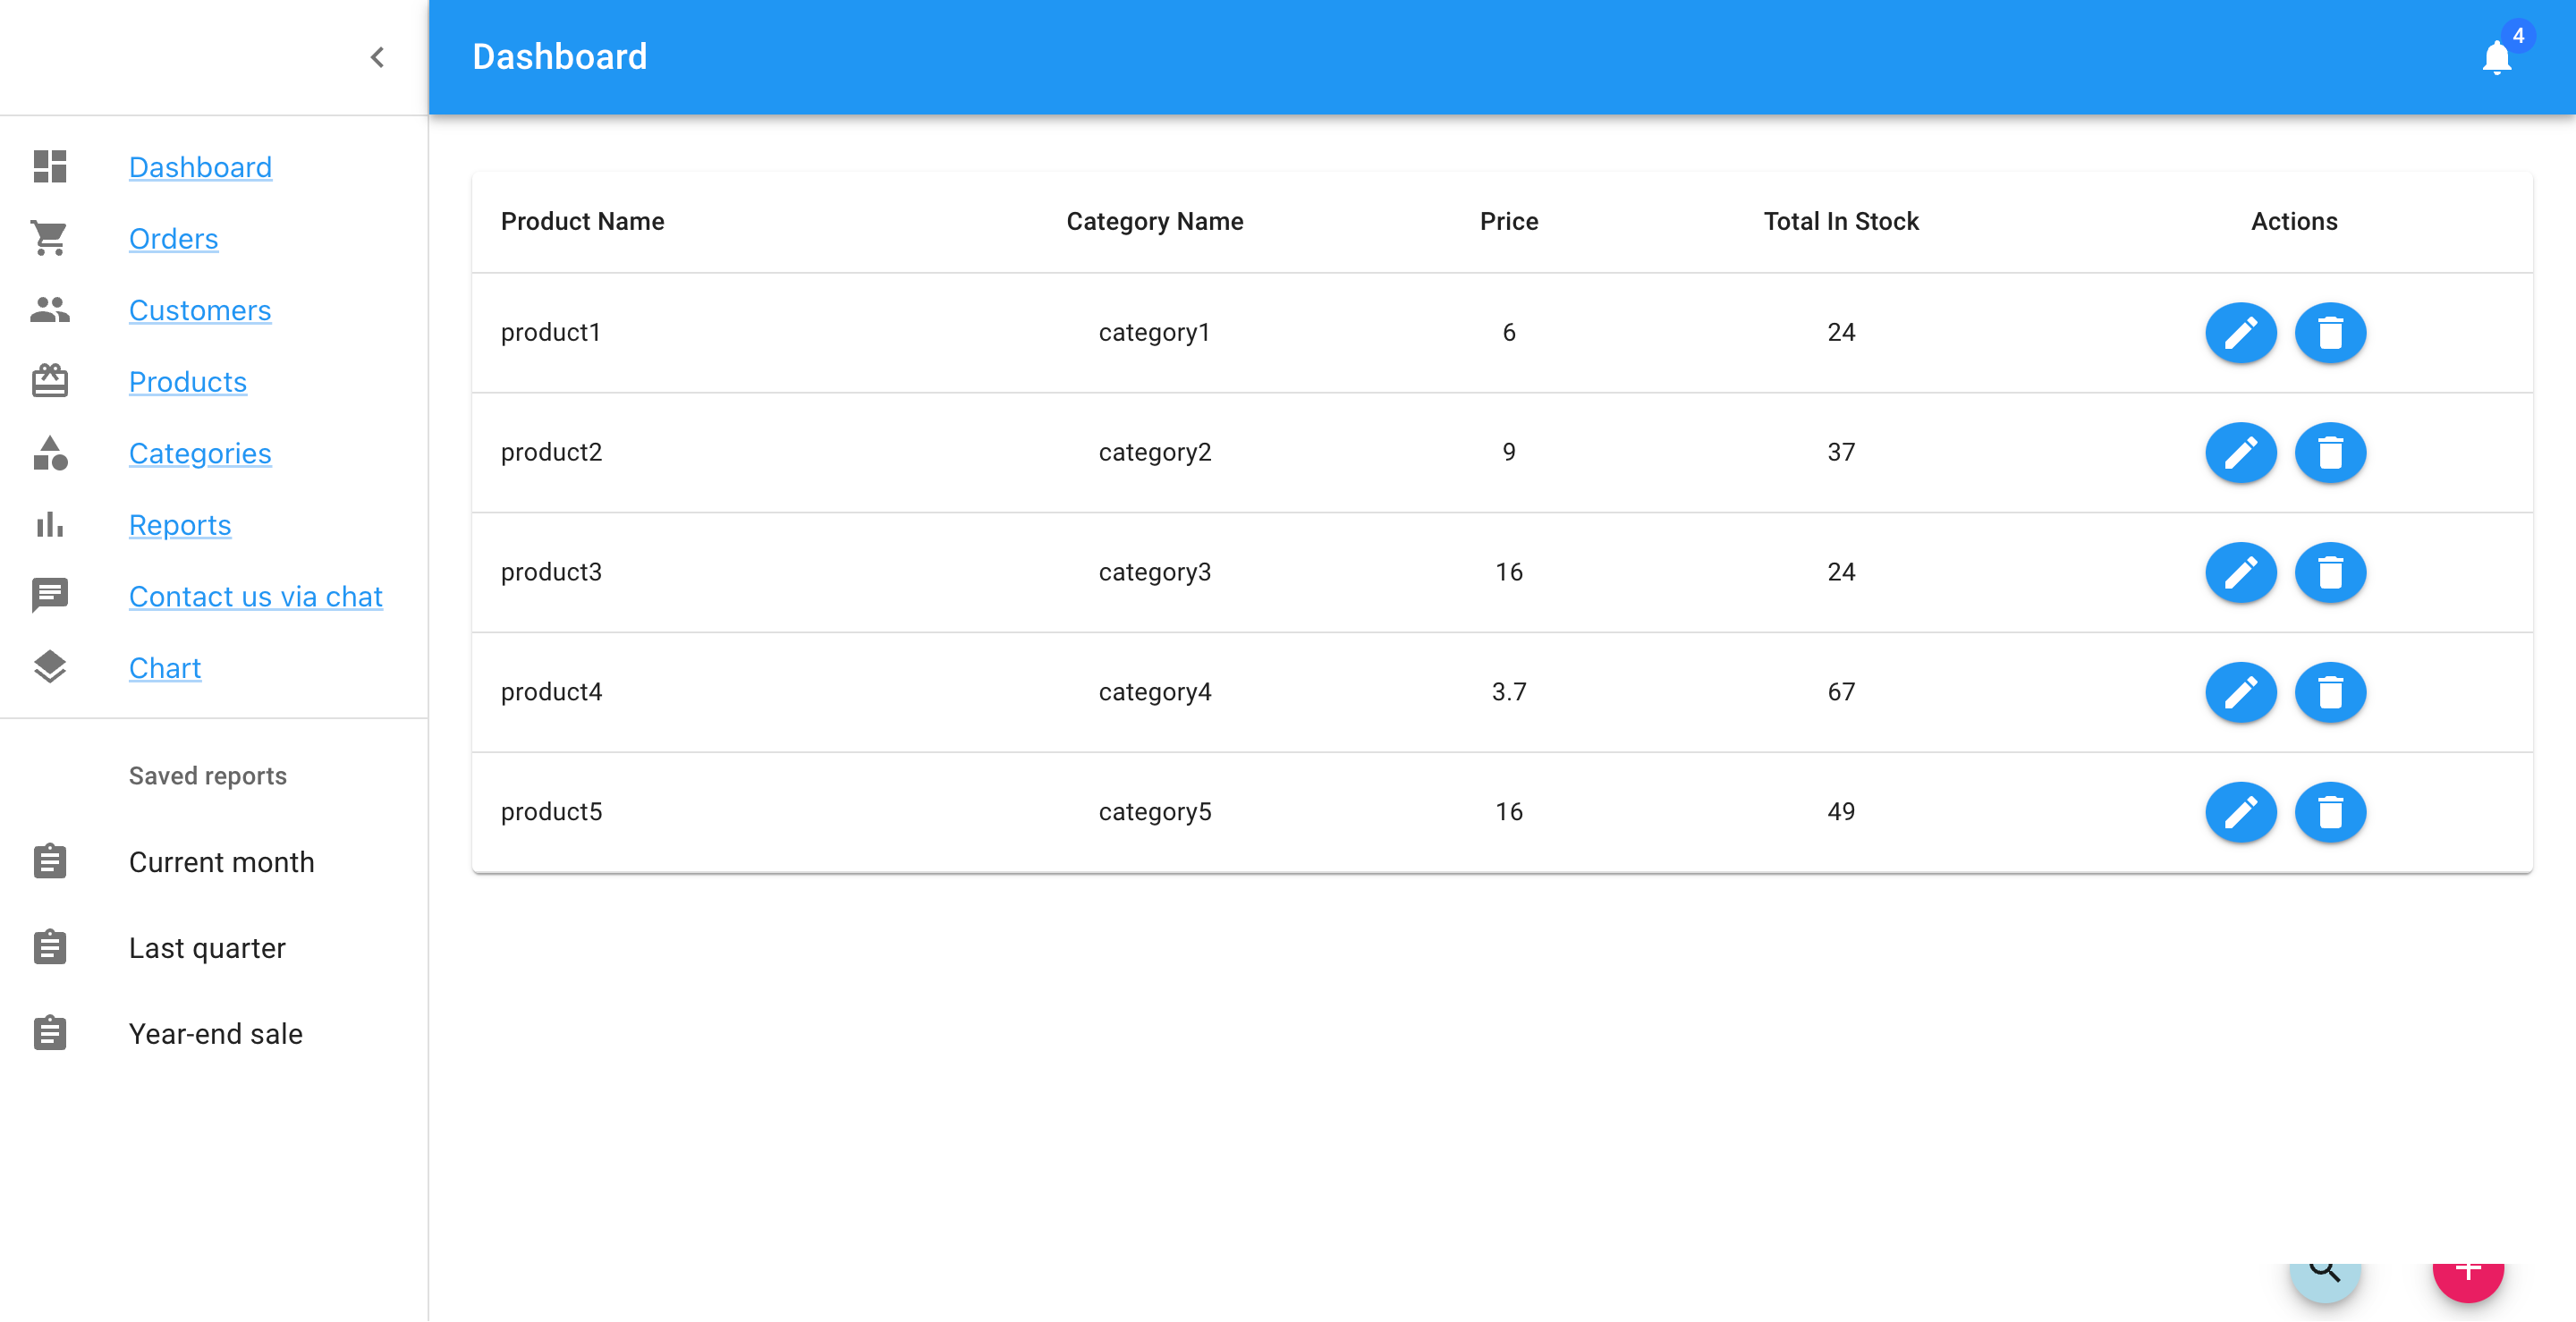 Dashboard
4
Dashboard
Orders
Customers
Products
Categories
Reports
Contact us via chat
Chart
Saved reports
Current month
Last quarter
Year-end sale
Product Name Category Name Price Total In Stock Actions
product1 category1 6 24
product2 category2 9 37
product3 category3 16 24
product4 category4 3.7 67
product5 category5 16 49